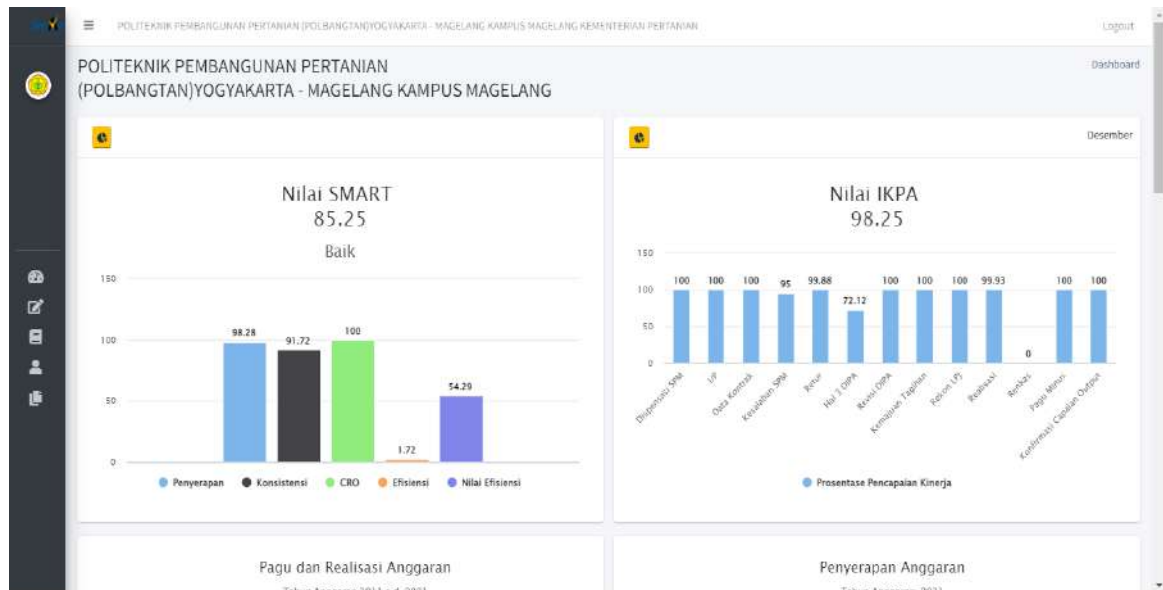 POLITEKNIK PEMBANGUNAN PERTANIAN (POLBANGTAN)YOGYAKARTA - MAGELANG KAMPUS MAGELANG KEMENTERIAN PERTANIAN
Logout
POLITEKNIK PEMBANGUNAN PERTANIAN
(POLBANGTAN)YOGYAKARTA - MAGELANG KAMPUS MAGELANG
Dashboard
Nilai SMART
85.25
Baik
150
100
50
0
98.28
91.72
100
1.72
54.29
Penyerapan Konsistensi CRO Efisiensi Nilai Efisiensi
Desember
Nilai IKPA
98.25
150
100
50
0
100 100 100 95 99.88 72.12 100 100 100 99.93 0 100 100
Dispensasi SPM
UP
Data Kontrak
Kesalahan SPM
Retur
Hal 3 DIPA
Revisi DIPA
Kemajuan Tagihan
Rekon LPJ
Realisasi
Renkas
Pagu Minus
Konfirmasi Capaian Output
Prosentase Pencapaian Kinerja
Pagu dan Realisasi Anggaran
Penyerapan Anggaran